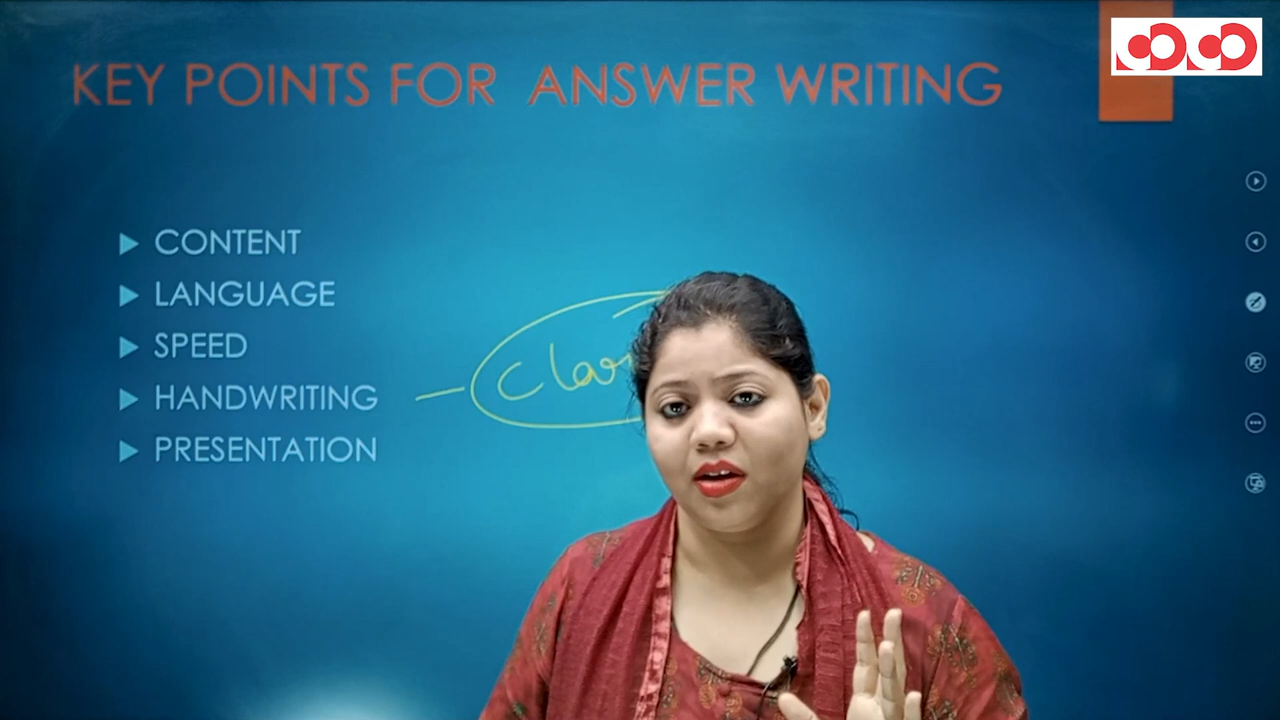 KEY POINTS FOR ANSWER WRITING
CONTENT
LANGUAGE
SPEED
HANDWRITING
PRESENTATION